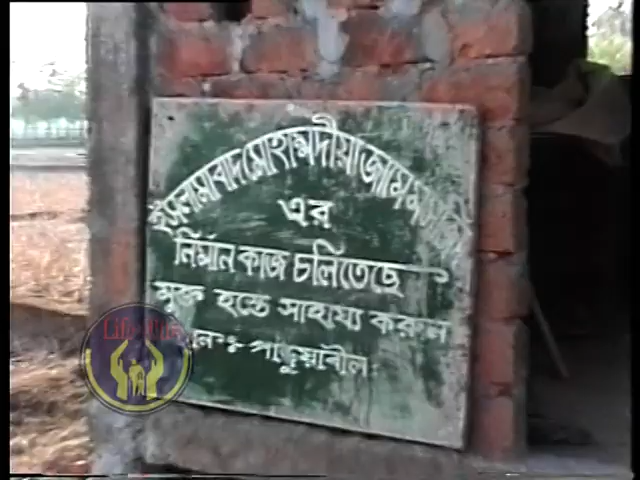 ইসলামাবাদ মোহাম্মদীয়া জামে মসজিদ
এর
নির্মান কাজ চলিতেছে
মুক্ত হস্তে সাহায্য করুন
পাড়ুয়াবীল